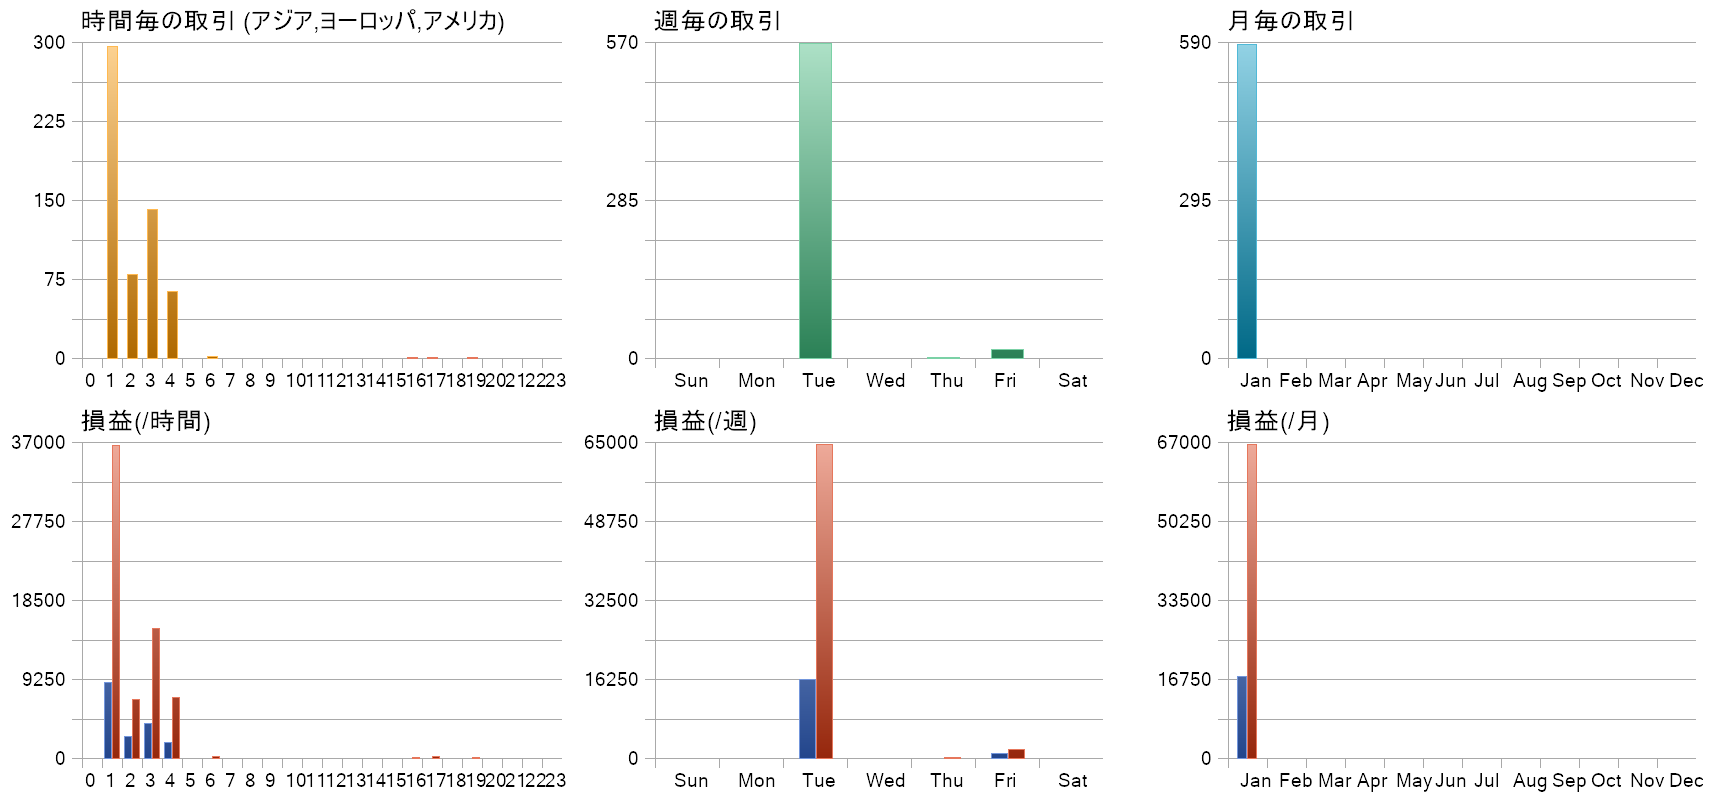 時間毎の取引 (アジア,ヨーロッパ,アメリカ)
300
225
150
75
0
0 1 2 3 4 5 6 7 8 9 10 11 12 13 14 15 16 17 18 19 20 21 22 23
週毎の取引
570
285
0
Sun Mon Tue Wed Thu Fri Sat
月毎の取引
590
295
0
Jan Feb Mar Apr May Jun Jul Aug Sep Oct Nov Dec
損益(/時間)
37000
27750
18500
9250
0
0 1 2 3 4 5 6 7 8 9 10 11 12 13 14 15 16 17 18 19 20 21 22 23
損益(/週)
65000
48750
32500
16250
0
Sun Mon Tue Wed Thu Fri Sat
損益(/月)
67000
50250
33500
16750
0
Jan Feb Mar Apr May Jun Jul Aug Sep Oct Nov Dec